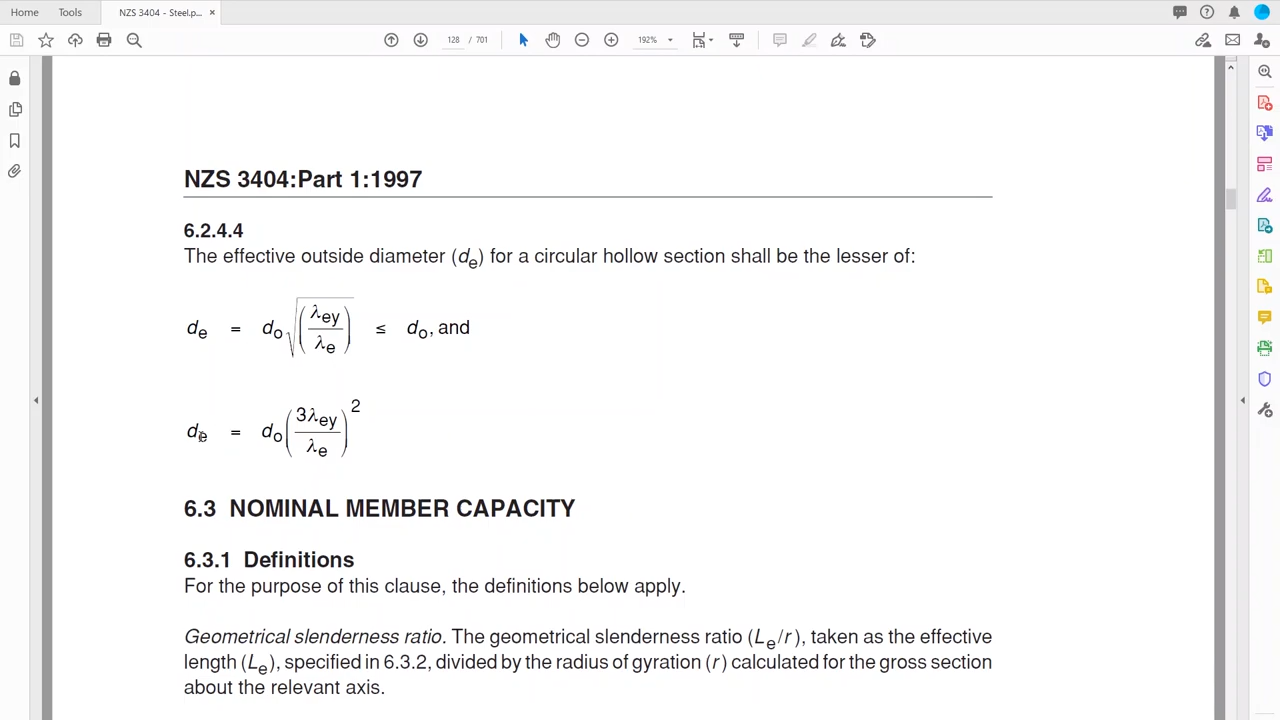 Home Tools NZS 3404 - Steel.p... ×
128 / 701 192%
NZS 3404:Part 1:1997
6.2.4.4
The effective outside diameter (de) for a circular hollow section shall be the lesser of:
de = do√(λey/λe) ≤ do, and
de = do(3λey/λe)²
6.3 NOMINAL MEMBER CAPACITY
6.3.1 Definitions
For the purpose of this clause, the definitions below apply.
Geometrical slenderness ratio. The geometrical slenderness ratio (Le/r), taken as the effective
length (Le), specified in 6.3.2, divided by the radius of gyration (r) calculated for the gross section
about the relevant axis.